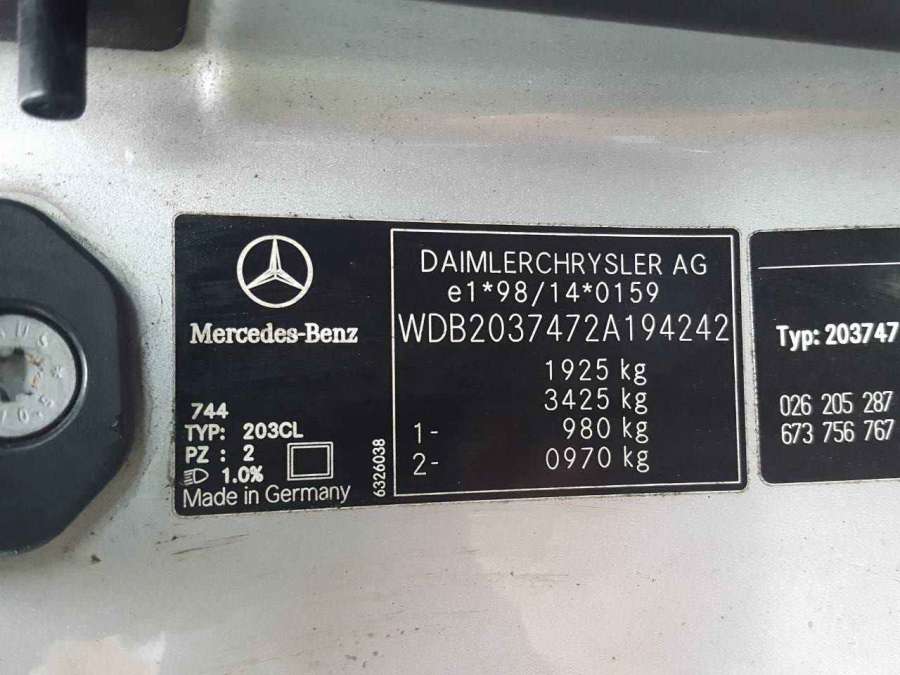 Mercedes-Benz
744
TYP: 203CL
PZ : 2
1.0%
Made in Germany
6326038
DAIMLERCHRYSLER AG
e1*98/14*0159
WDB2037472A194242
1925 kg
3425 kg
1- 980 kg
2- 0970 kg
Typ: 203747
026 205 287
673 756 767